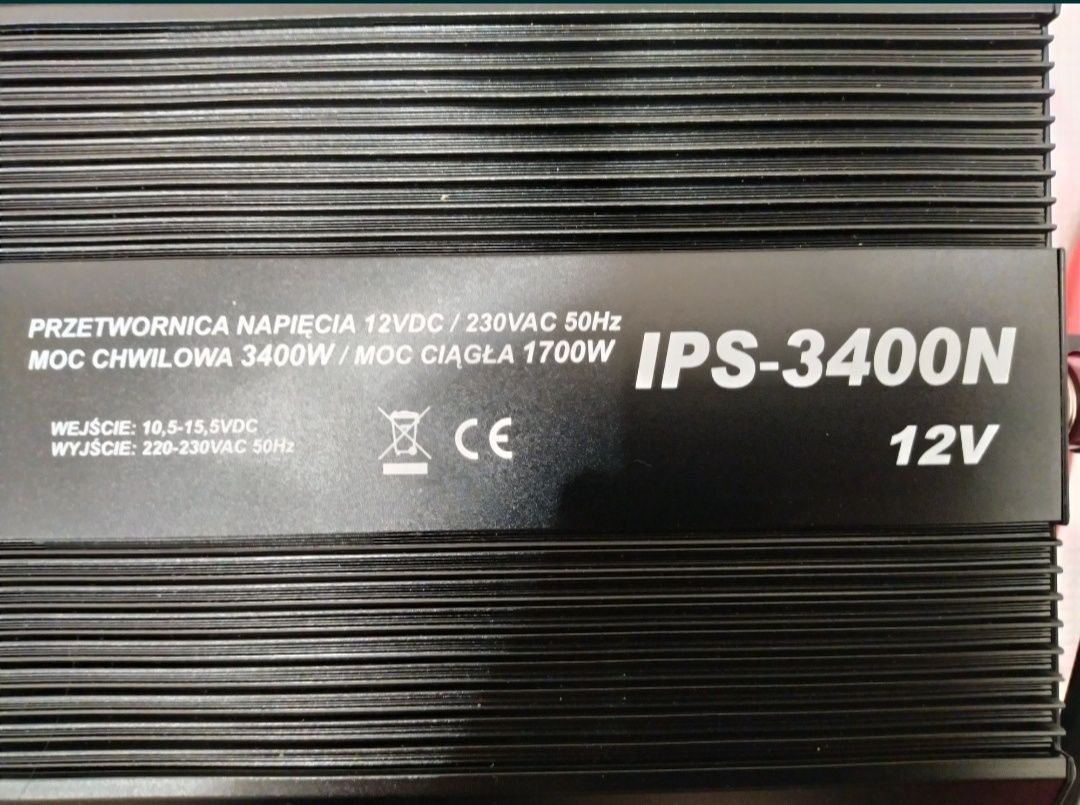 PRZETWORNICA NAPIĘCIA 12VDC / 230VAC 50Hz
MOC CHWILOWA 3400W / MOC CIĄGŁA 1700W
IPS-3400N
12V
WEJŚCIE: 10,5-15,5VDC
WYJŚCIE: 220-230VAC 50Hz
CE